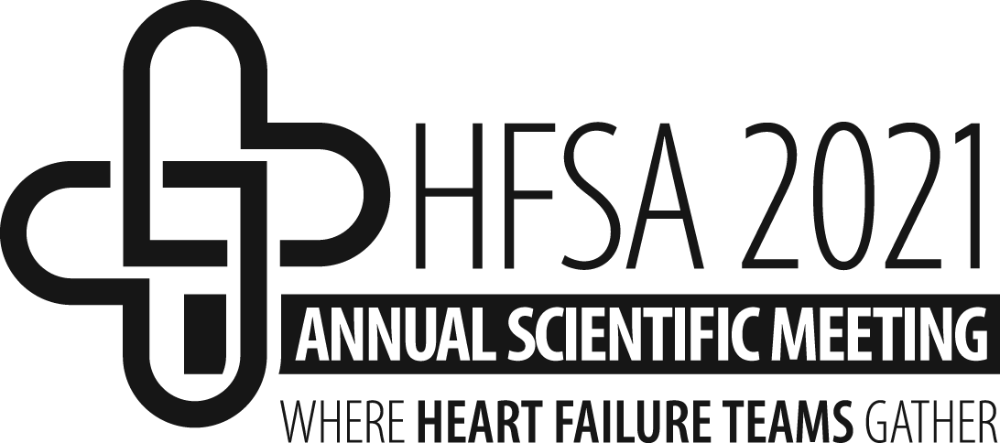 HFSA 2021
ANNUAL SCIENTIFIC MEETING
WHERE HEART FAILURE TEAMS GATHER